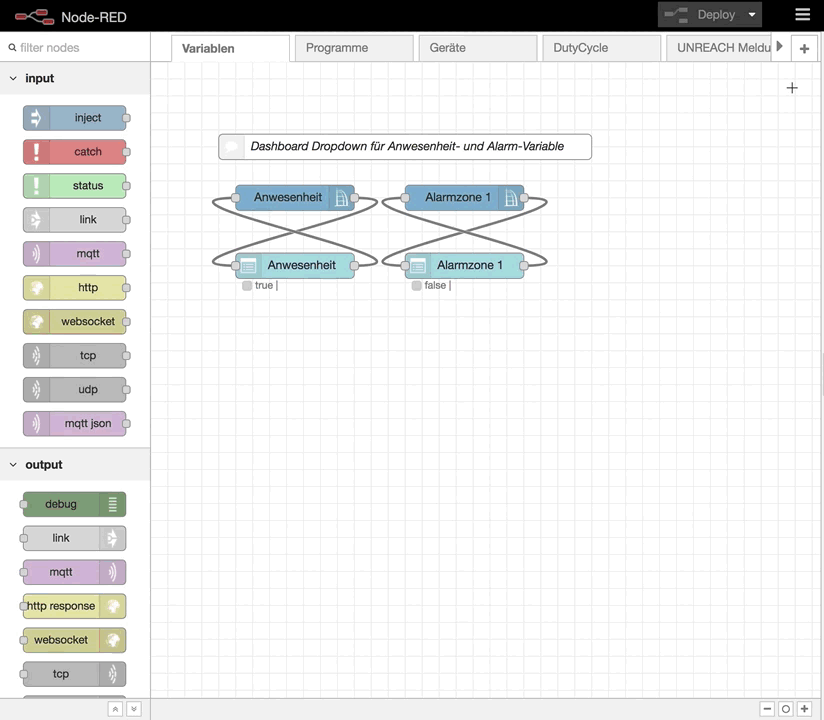 Node-RED
Deploy
filter nodes
Variablen
Programme
Geräte
DutyCycle
UNREACH Meldu
input
inject
catch
status
link
mqtt
http
websocket
tcp
udp
mqtt json
output
debug
link
mqtt
http response
websocket
tcp
Dashboard Dropdown für Anwesenheit- und Alarm-Variable
Anwesenheit
Alarmzone 1
Anwesenheit
Alarmzone 1
true |
false |